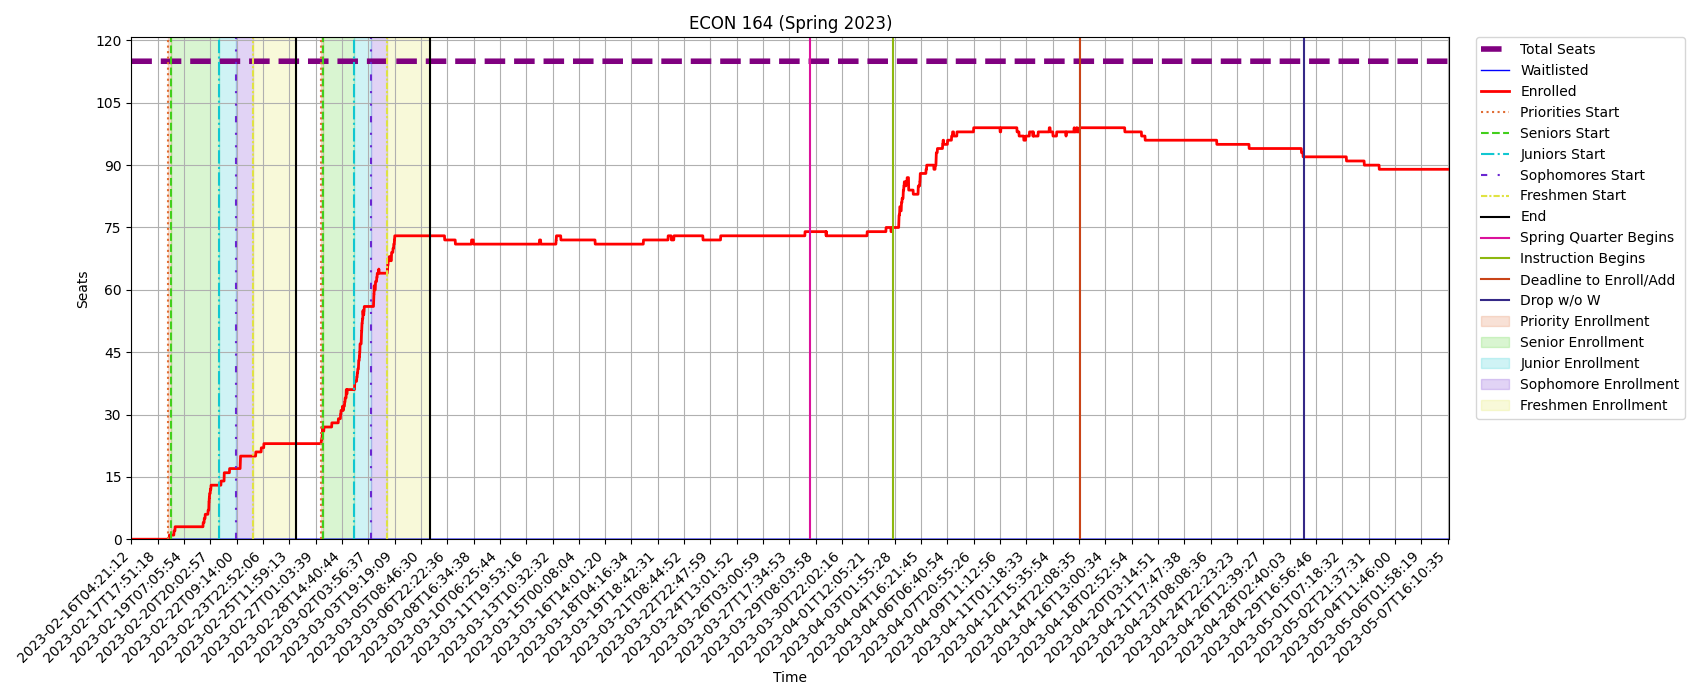 ECON 164 (Spring 2023)
120
105
90
75
60
45
30
15
0
Seats
2023-02-16T04:21:12
2023-02-17T17:51:18
2023-02-19T07:05:54
2023-02-20T20:02:57
2023-02-22T09:14:00
2023-02-23T22:52:06
2023-02-25T11:59:13
2023-02-27T01:03:39
2023-02-28T14:40:44
2023-03-02T03:56:37
2023-03-03T19:19:09
2023-03-05T08:46:30
2023-03-06T22:22:36
2023-03-08T16:34:38
2023-03-10T06:25:44
2023-03-11T19:53:16
2023-03-13T10:32:32
2023-03-15T00:08:04
2023-03-16T14:01:20
2023-03-18T04:16:34
2023-03-19T18:42:31
2023-03-21T08:44:52
2023-03-22T22:47:59
2023-03-24T13:01:52
2023-03-26T03:00:59
2023-03-27T17:34:53
2023-03-29T08:03:58
2023-03-30T22:02:16
2023-04-01T12:05:21
2023-04-03T01:55:28
2023-04-04T16:21:45
2023-04-06T06:40:54
2023-04-07T20:55:26
2023-04-09T11:12:56
2023-04-11T01:18:33
2023-04-12T15:35:54
2023-04-14T22:08:35
2023-04-16T13:00:34
2023-04-18T02:52:54
2023-04-20T03:14:51
2023-04-21T17:47:38
2023-04-23T08:08:36
2023-04-24T22:23:23
2023-04-26T12:39:27
2023-04-28T02:40:03
2023-04-29T16:56:46
2023-05-01T07:18:32
2023-05-02T21:37:31
2023-05-04T11:46:00
2023-05-06T01:58:19
2023-05-07T16:10:35
Time
Total Seats
Waitlisted
Enrolled
Priorities Start
Seniors Start
Juniors Start
Sophomores Start
Freshmen Start
End
Spring Quarter Begins
Instruction Begins
Deadline to Enroll/Add
Drop w/o W
Priority Enrollment
Senior Enrollment
Junior Enrollment
Sophomore Enrollment
Freshmen Enrollment